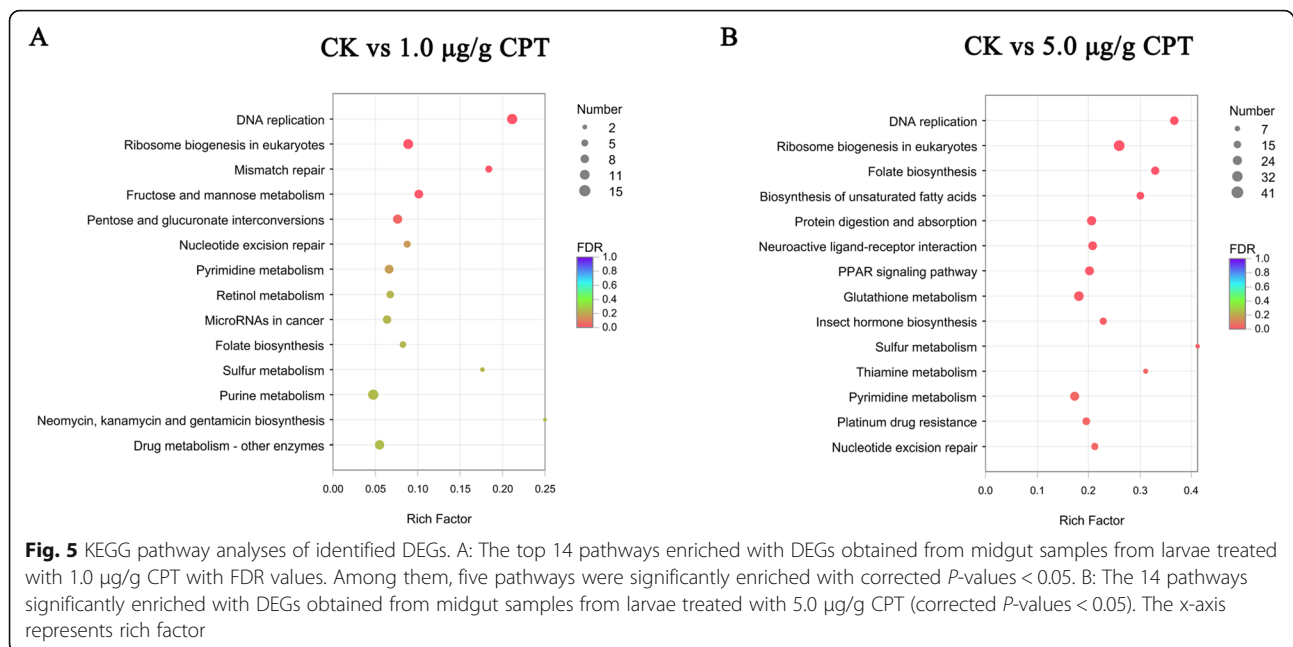 A
CK vs 1.0 µg/g CPT
DNA replication
Ribosome biogenesis in eukaryotes
Mismatch repair
Fructose and mannose metabolism
Pentose and glucuronate interconversions
Nucleotide excision repair
Pyrimidine metabolism
Retinol metabolism
MicroRNAs in cancer
Folate biosynthesis
Sulfur metabolism
Purine metabolism
Neomycin, kanamycin and gentamicin biosynthesis
Drug metabolism - other enzymes
0.00 0.05 0.10 0.15 0.20 0.25
Rich Factor
Number
2
5
8
11
15
FDR
1.0
0.8
0.6
0.4
0.2
0.0
B
CK vs 5.0 µg/g CPT
DNA replication
Ribosome biogenesis in eukaryotes
Folate biosynthesis
Biosynthesis of unsaturated fatty acids
Protein digestion and absorption
Neuroactive ligand-receptor interaction
PPAR signaling pathway
Glutathione metabolism
Insect hormone biosynthesis
Sulfur metabolism
Thiamine metabolism
Pyrimidine metabolism
Platinum drug resistance
Nucleotide excision repair
0.0 0.1 0.2 0.3 0.4
Rich Factor
Number
7
15
24
32
41
FDR
1.0
0.8
0.6
0.4
0.2
0.0
Fig. 5 KEGG pathway analyses of identified DEGs. A: The top 14 pathways enriched with DEGs obtained from midgut samples from larvae treated
with 1.0 µg/g CPT with FDR values. Among them, five pathways were significantly enriched with corrected P-values < 0.05. B: The 14 pathways
significantly enriched with DEGs obtained from midgut samples from larvae treated with 5.0 µg/g CPT (corrected P-values < 0.05). The x-axis
represents rich factor